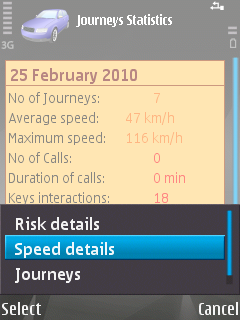 Journeys Statistics
3G
25 February 2010
No of Journeys: 7
Average speed: 47 km/h
Maximum speed: 116 km/h
No of Calls: 0
Duration of calls: 0 min
Keys interactions: 18
Risk details
Speed details
Journeys
Select Cancel